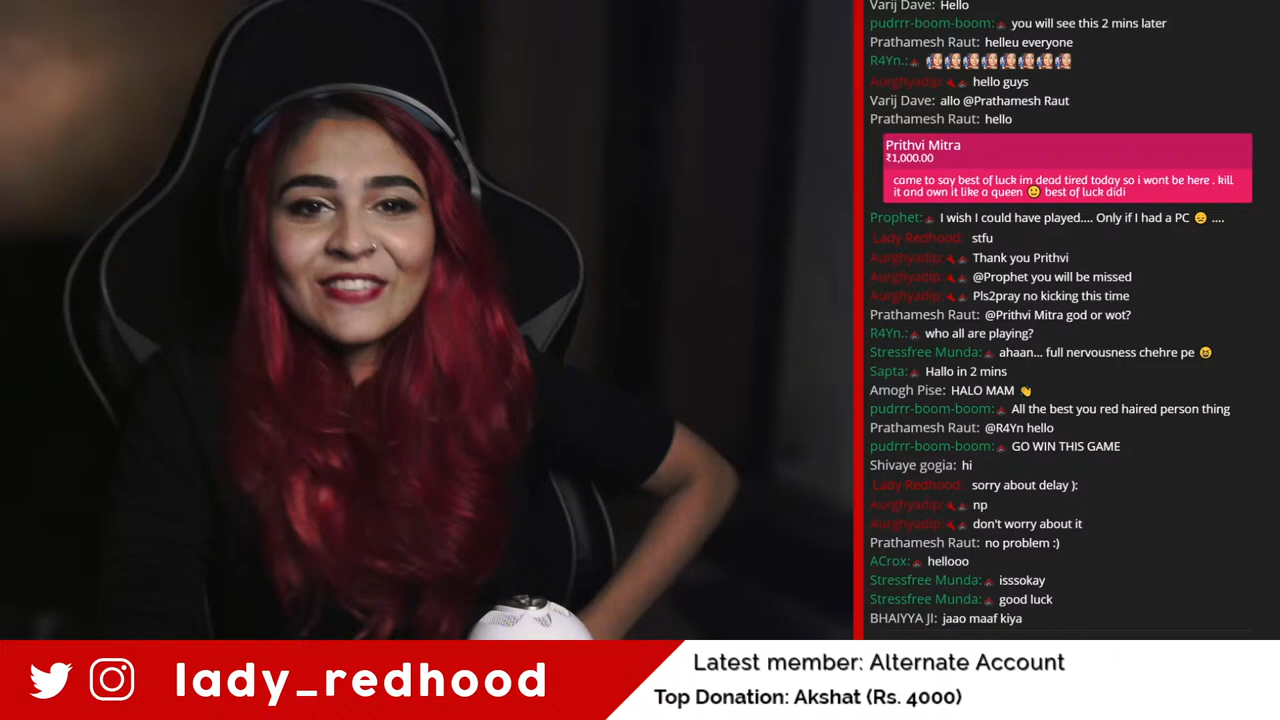 Varij Dave: Hello
pudrrr-boom-boom: you will see this 2 mins later
Prathamesh Raut: helleu everyone
R4Yn.:
Aurghyadip: hello guys
Varij Dave: allo @Prathamesh Raut
Prathamesh Raut: hello
Prithvi Mitra
₹1,000.00
came to say best of luck im dead tired today so i wont be here . kill
it and own it like a queen 🙂 best of luck didi
Prophet: I wish I could have played.... Only if I had a PC 😞 ....
Lady Redhood: stfu
Aurghyadip: Thank you Prithvi
Aurghyadip: @Prophet you will be missed
Aurghyadip: Pls2pray no kicking this time
Prathamesh Raut: @Prithvi Mitra god or wot?
R4Yn.: who all are playing?
Stressfree Munda: ahaan... full nervousness chehre pe 😆
Sapta: Hallo in 2 mins
Amogh Pise: HALO MAM 👏
pudrrr-boom-boom: All the best you red haired person thing
Prathamesh Raut: @R4Yn hello
pudrrr-boom-boom: GO WIN THIS GAME
Shivaye gogia: hi
Lady Redhood: sorry about delay ):
Aurghyadip: np
Aurghyadip: don't worry about it
Prathamesh Raut: no problem :)
ACrox: hellooo
Stressfree Munda: isssokay
Stressfree Munda: good luck
BHAIYYA JI: jaao maaf kiya
lady_redhood
Latest member: Alternate Account
Top Donation: Akshat (Rs. 4000)